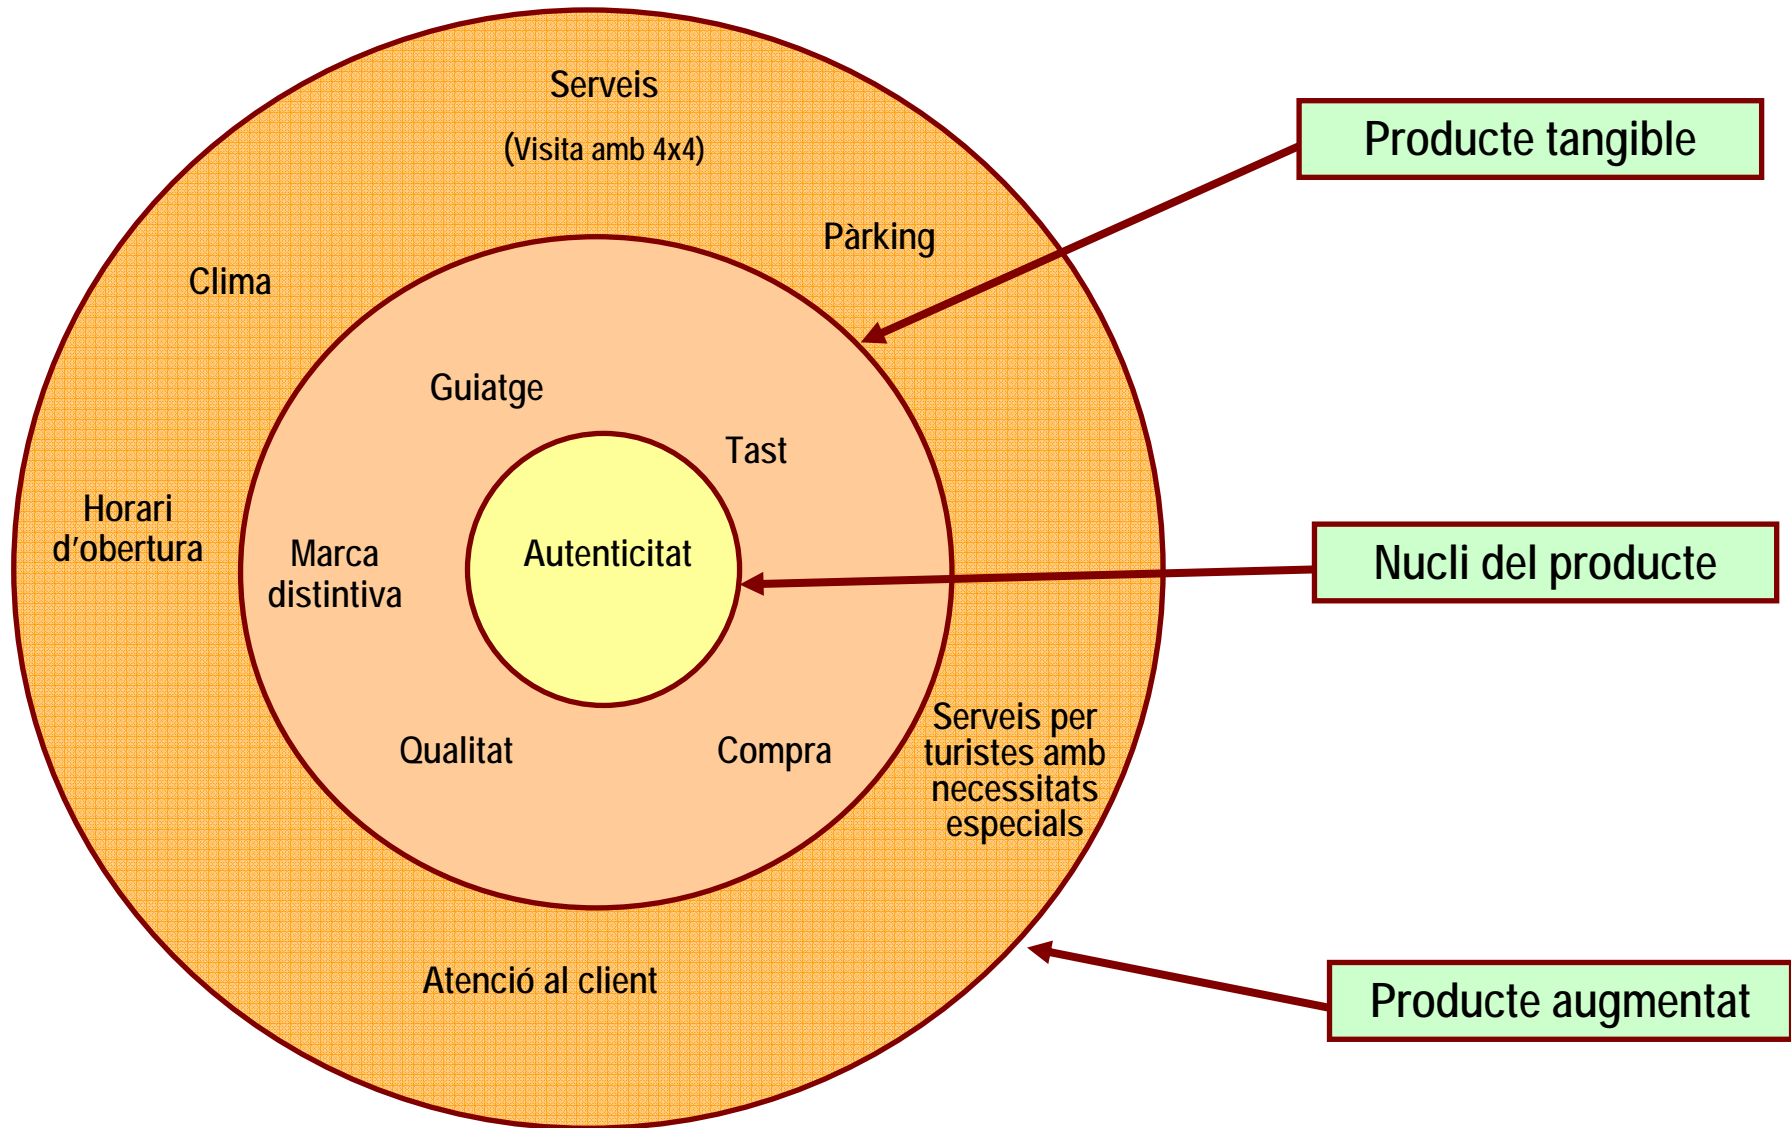 Serveis
(Visita amb 4x4)
Producte tangible
Pàrking
Clima
Guiatge
Tast
Horari
d'obertura
Marca
distintiva
Autenticitat
Nucli del producte
Qualitat
Compra
Serveis per
turistes amb
necessitats
especials
Atenció al client
Producte augmentat